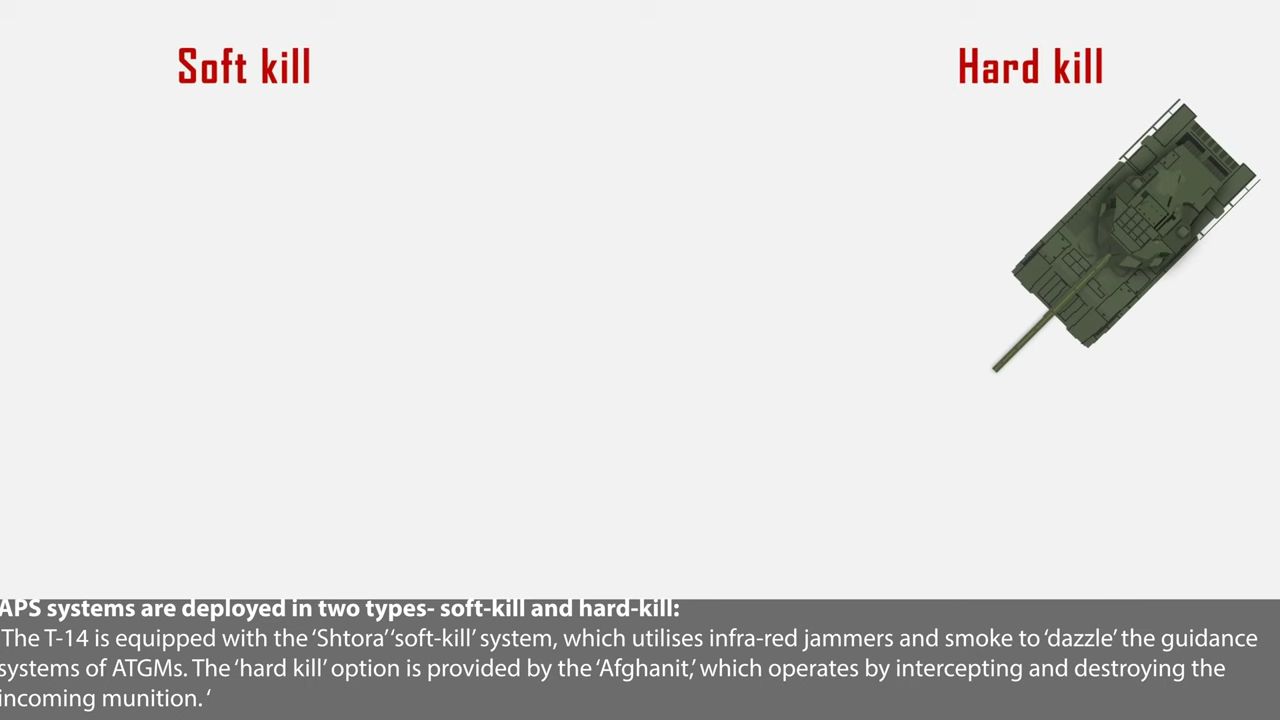 Soft kill
Hard kill
APS systems are deployed in two types- soft-kill and hard-kill:
The T-14 is equipped with the ‘Shtora’‘soft-kill’ system, which utilises infra-red jammers and smoke to ‘dazzle’ the guidance
systems of ATGMs. The ‘hard kill’ option is provided by the ‘Afghanit,’ which operates by intercepting and destroying the
incoming munition. ‘